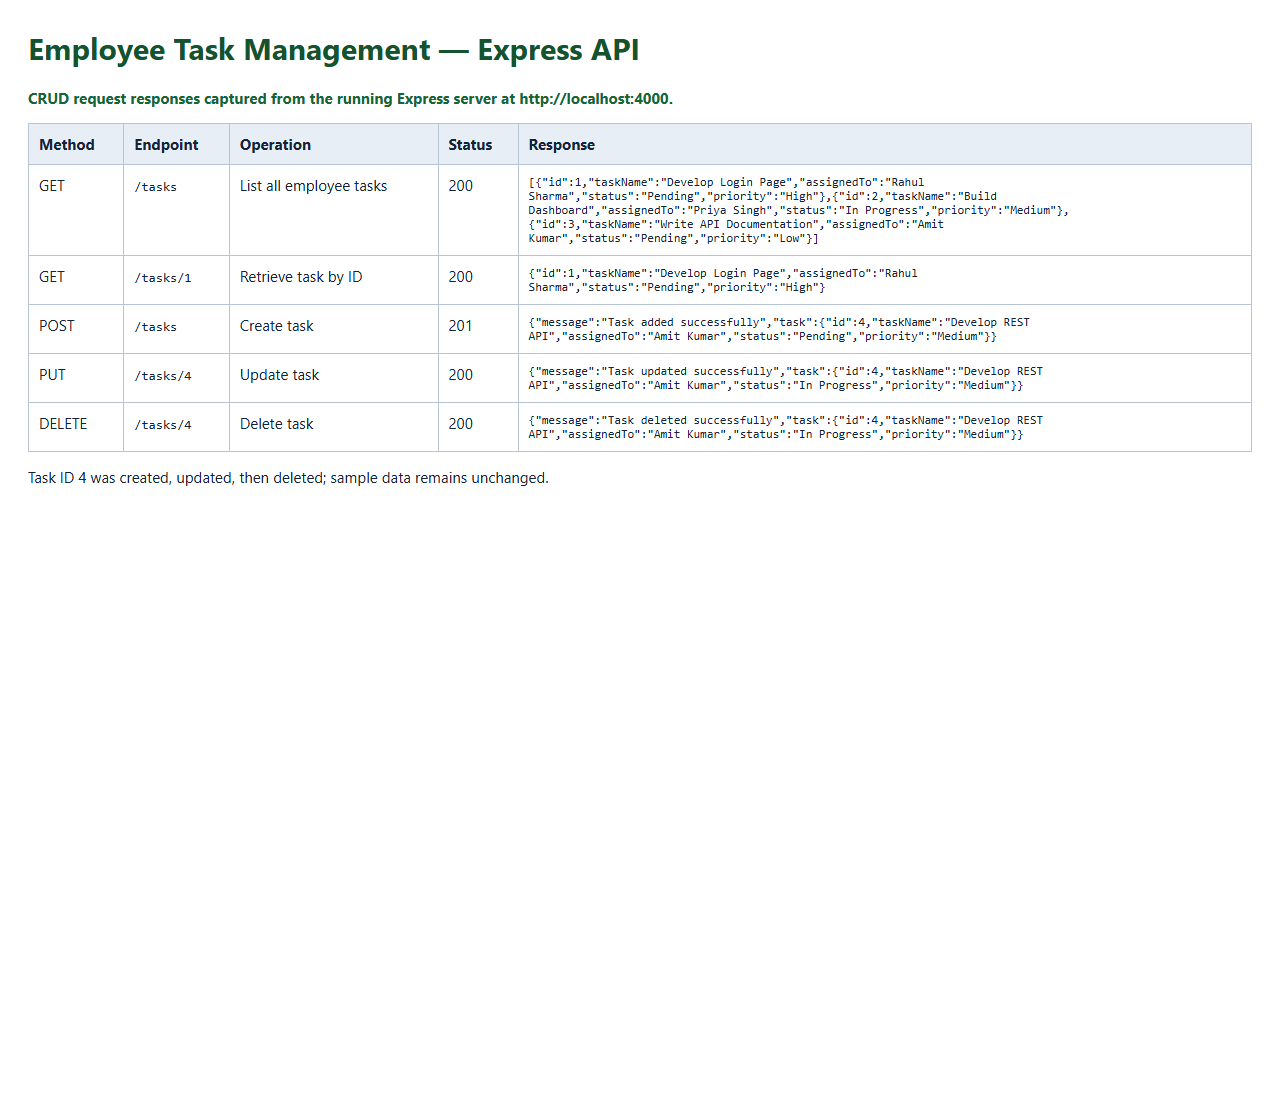 Employee Task Management — Express API
CRUD request responses captured from the running Express server at http://localhost:4000.
Method Endpoint Operation Status Response
GET /tasks List all employee tasks 200 [{"id":1,"taskName":"Develop Login Page","assignedTo":"Rahul
Sharma","status":"Pending","priority":"High"},{"id":2,"taskName":"Build
Dashboard","assignedTo":"Priya Singh","status":"In Progress","priority":"Medium"},
{"id":3,"taskName":"Write API Documentation","assignedTo":"Amit
Kumar","status":"Pending","priority":"Low"}]
GET /tasks/1 Retrieve task by ID 200 {"id":1,"taskName":"Develop Login Page","assignedTo":"Rahul
Sharma","status":"Pending","priority":"High"}
POST /tasks Create task 201 {"message":"Task added successfully","task":{"id":4,"taskName":"Develop REST
API","assignedTo":"Amit Kumar","status":"Pending","priority":"Medium"}}
PUT /tasks/4 Update task 200 {"message":"Task updated successfully","task":{"id":4,"taskName":"Develop REST
API","assignedTo":"Amit Kumar","status":"In Progress","priority":"Medium"}}
DELETE /tasks/4 Delete task 200 {"message":"Task deleted successfully","task":{"id":4,"taskName":"Develop REST
API","assignedTo":"Amit Kumar","status":"In Progress","priority":"Medium"}}
Task ID 4 was created, updated, then deleted; sample data remains unchanged.